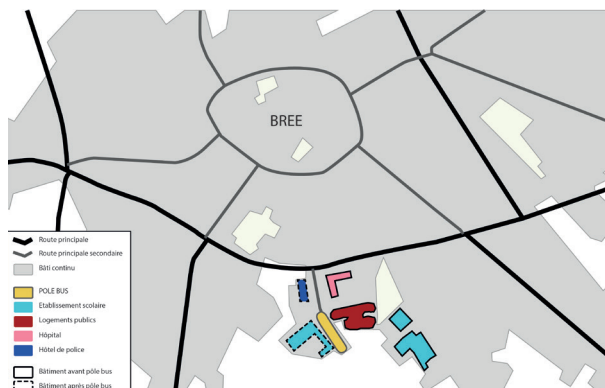 BREE
Route principale
Route principale secondaire
Bâti continu
POLE BUS
Etablissement scolaire
Logements publics
Hôpital
Hôtel de police
Bâtiment avant pôle bus
Bâtiment après pôle bus